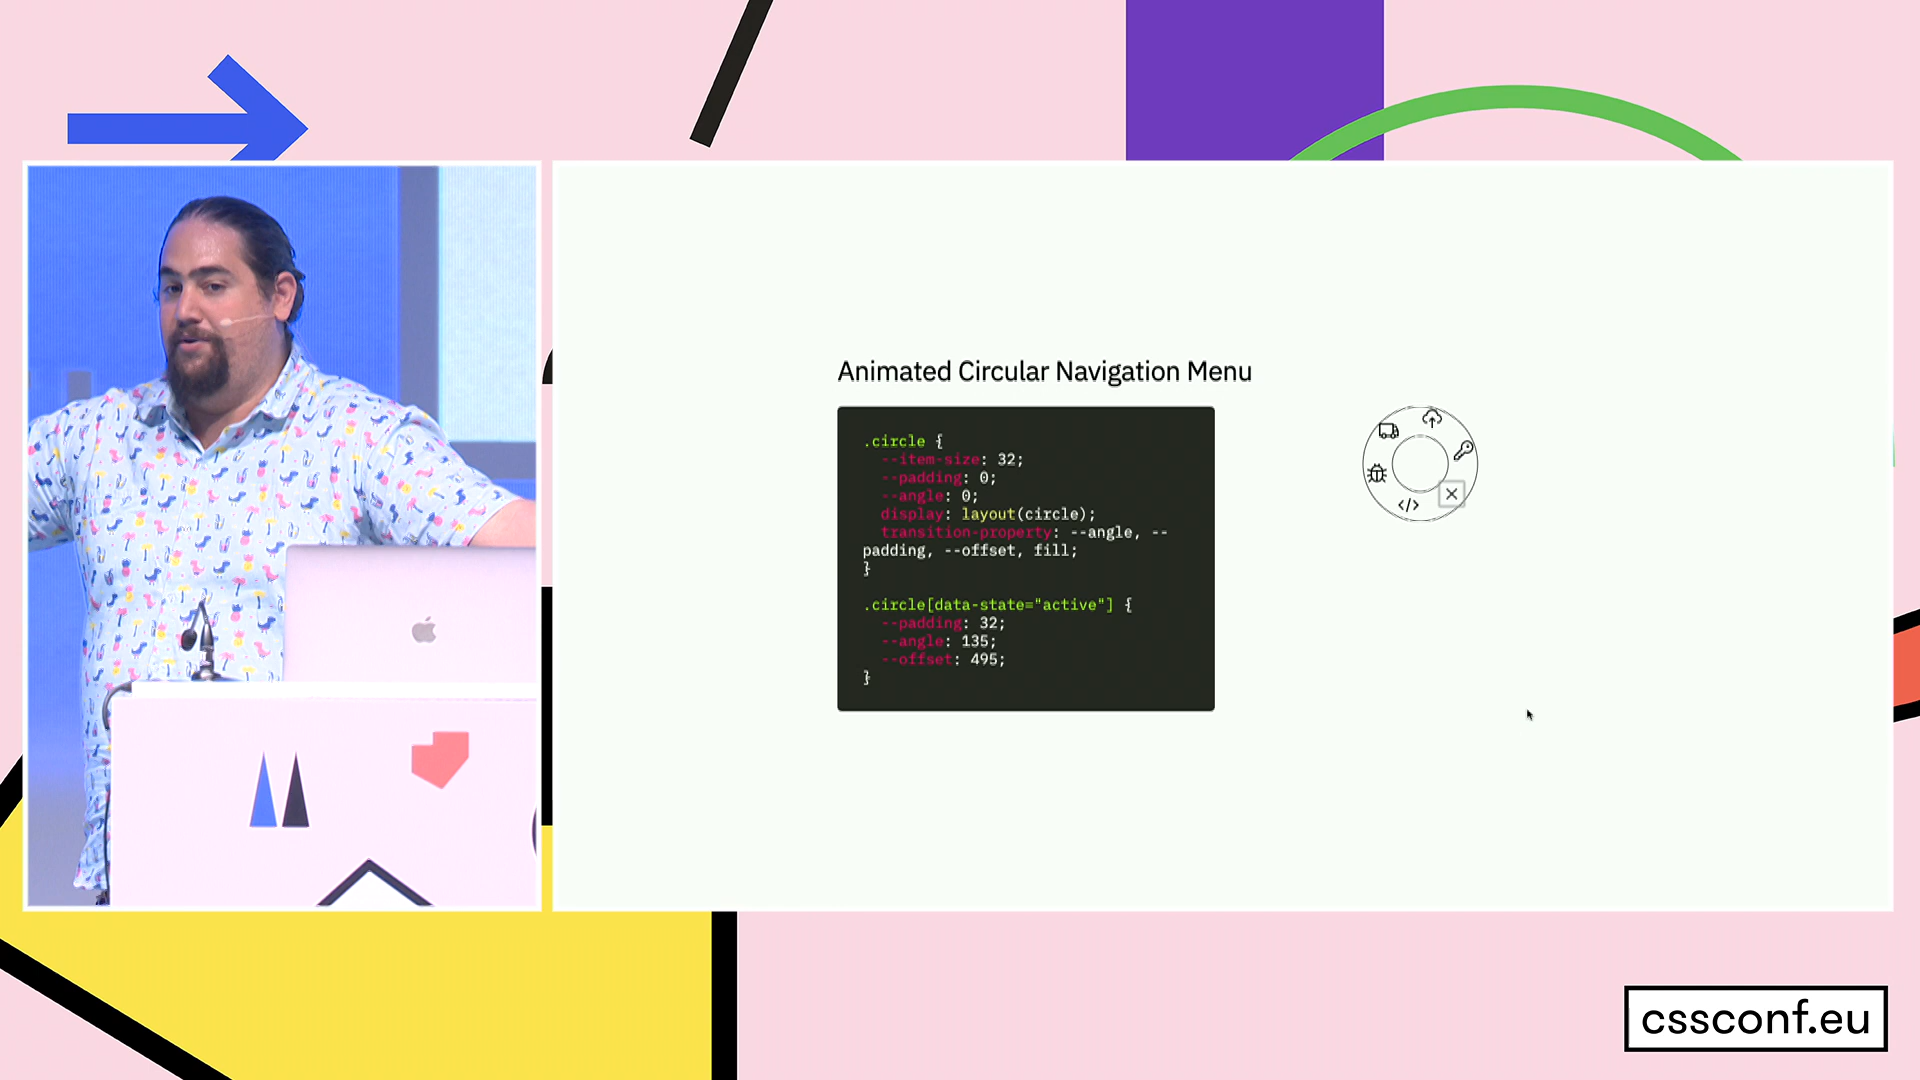 Animated Circular Navigation Menu
.circle {
--item-size: 32;
--padding: 0;
--angle: 0;
display: layout(circle);
transition-property: --angle, --
padding, --offset, fill;
}
.circle[data-state="active"] {
--padding: 32;
--angle: 135;
--offset: 495;
}
</>
cssconf.eu